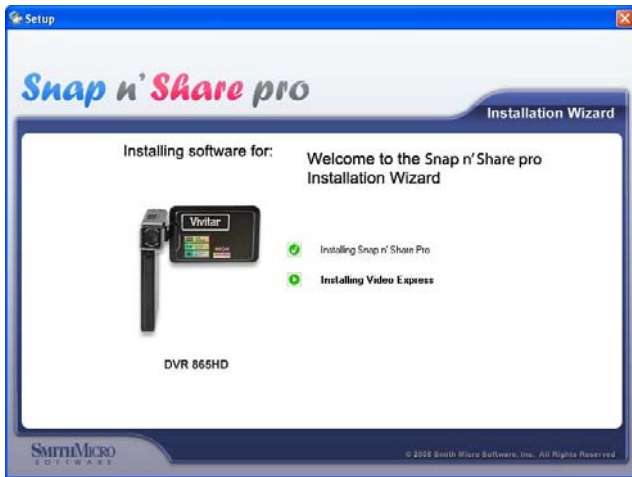 Setup
Snap n' Share pro
Installation Wizard
Installing software for:
Welcome to the Snap n' Share pro
Installation Wizard
Vivitar
Installing Snap n' Share Pro
Installing Video Express
DVR 865HD
SMITHMICRO
SOFTWARE
© 2008 Smith Micro Software, Inc. All Rights Reserved